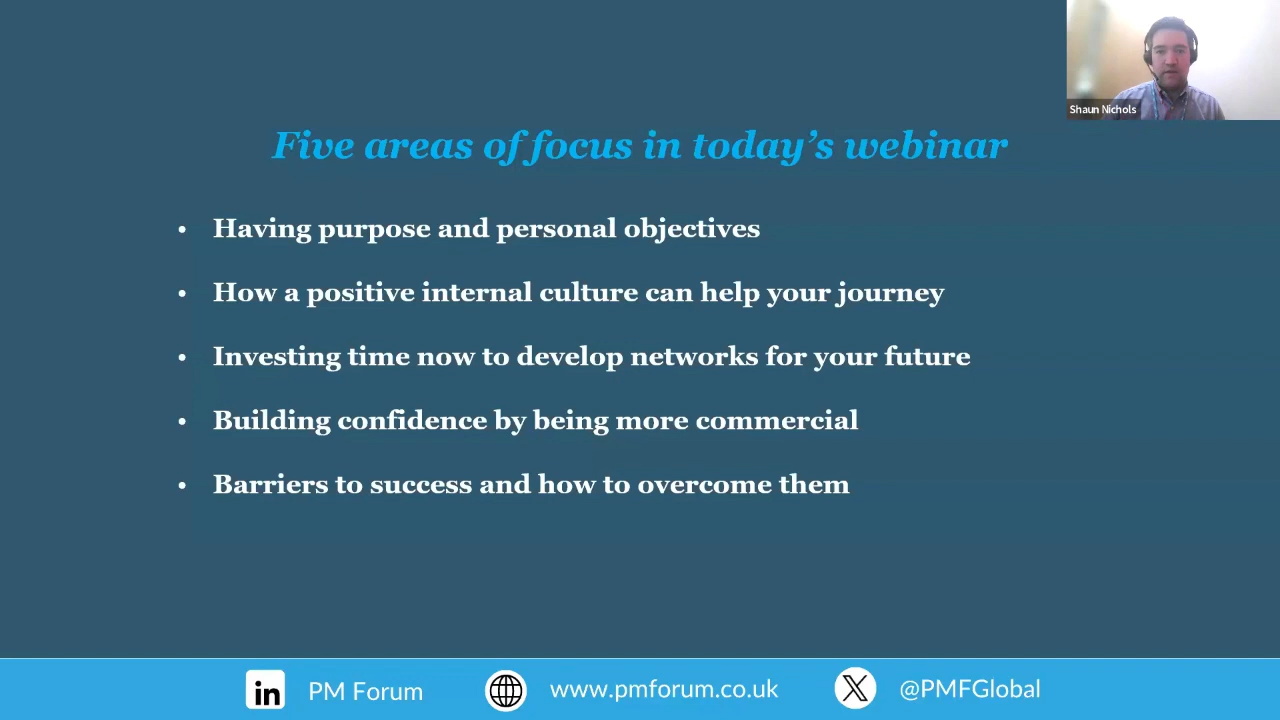 Shaun Nichols
Five areas of focus in today’s webinar
• Having purpose and personal objectives
• How a positive internal culture can help your journey
• Investing time now to develop networks for your future
• Building confidence by being more commercial
• Barriers to success and how to overcome them
in PM Forum www.pmforum.co.uk X @PMFGlobal